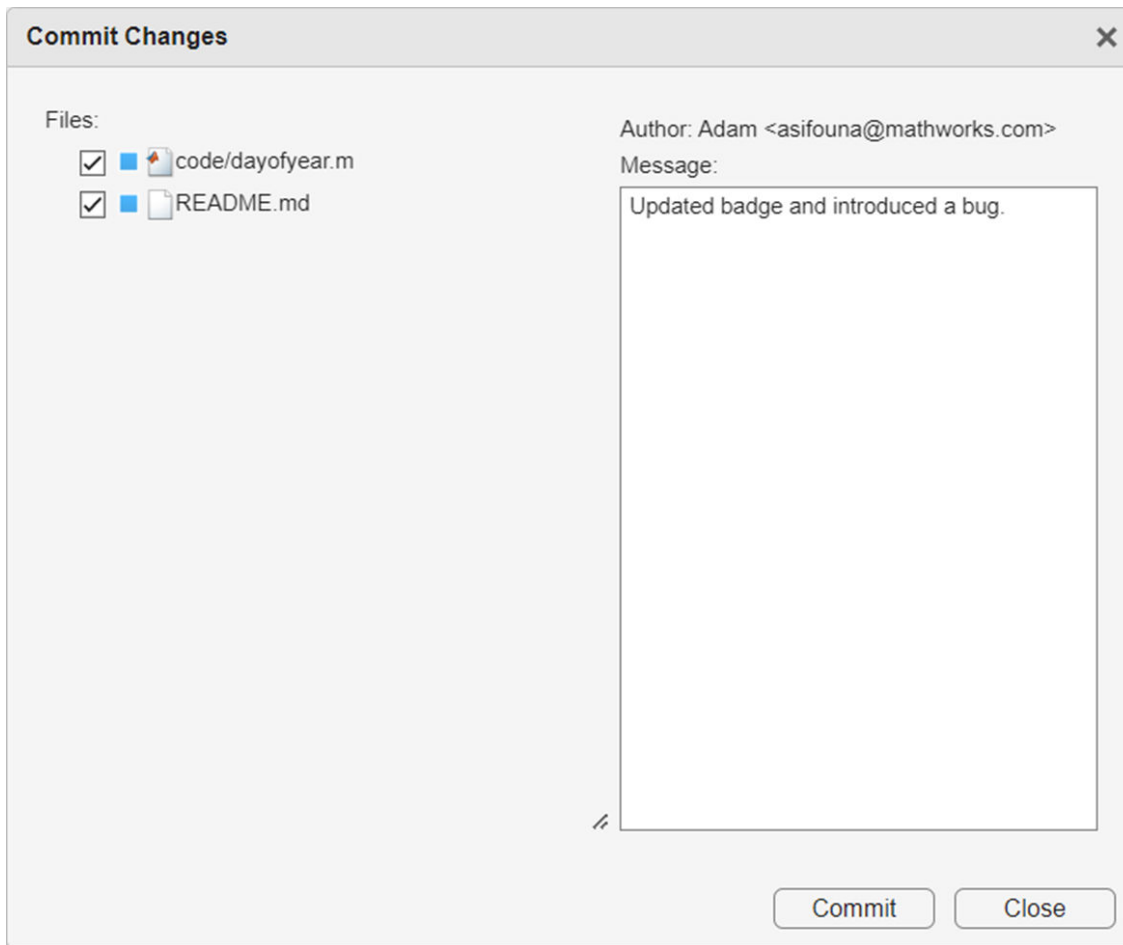 Commit Changes
Files:
code/dayofyear.m
README.md
Author: Adam <asifouna@mathworks.com>
Message:
Updated badge and introduced a bug.
Commit
Close